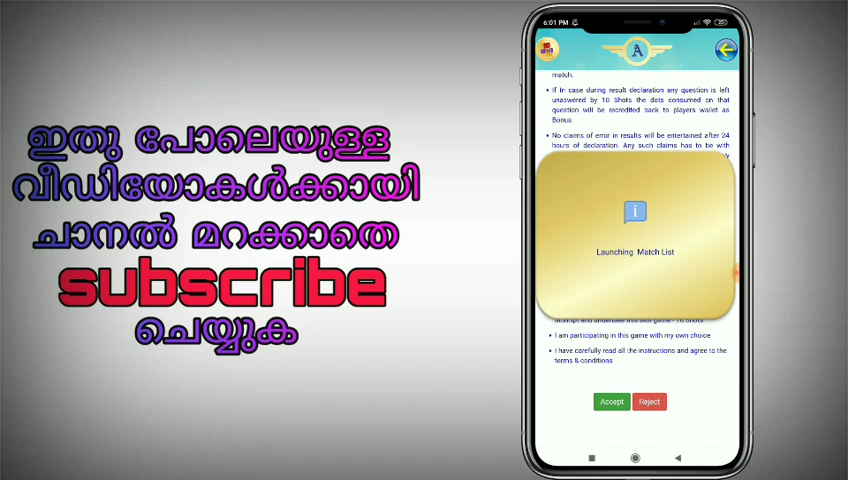 ഇതു പോലെയുള്ള
വീഡിയോകൾക്കായി
ചാനൽ മറക്കാതെ
subscribe
ചെയ്യുക
6:01 PM
A
match.
If In case during result declaration any question is left
unaswered by 10 Shots the dots consumed on that
question will be recredited back to players wallet as
Bonus.
No claims of error in results will be entertained after 24
hours of declaration. Any such claims has to be with
Launching Match List
attempt and undertake this skill game - 10 Shots.
I am participating in this game with my own choice
I have carefully read all the instructions and agree to the
terms & conditions
Accept
Reject